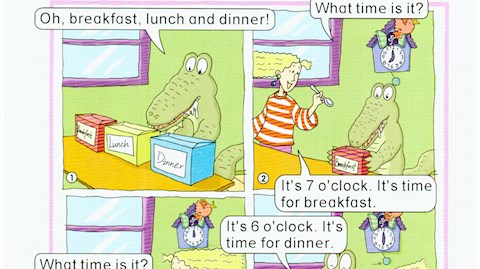 Oh, breakfast, lunch and dinner!
Breakfast
Lunch
Dinner
1
What time is it?
Breakfast
2
It's 7 o'clock. It's time
for breakfast.
What time is it?
It's 6 o'clock. It's
time for dinner.